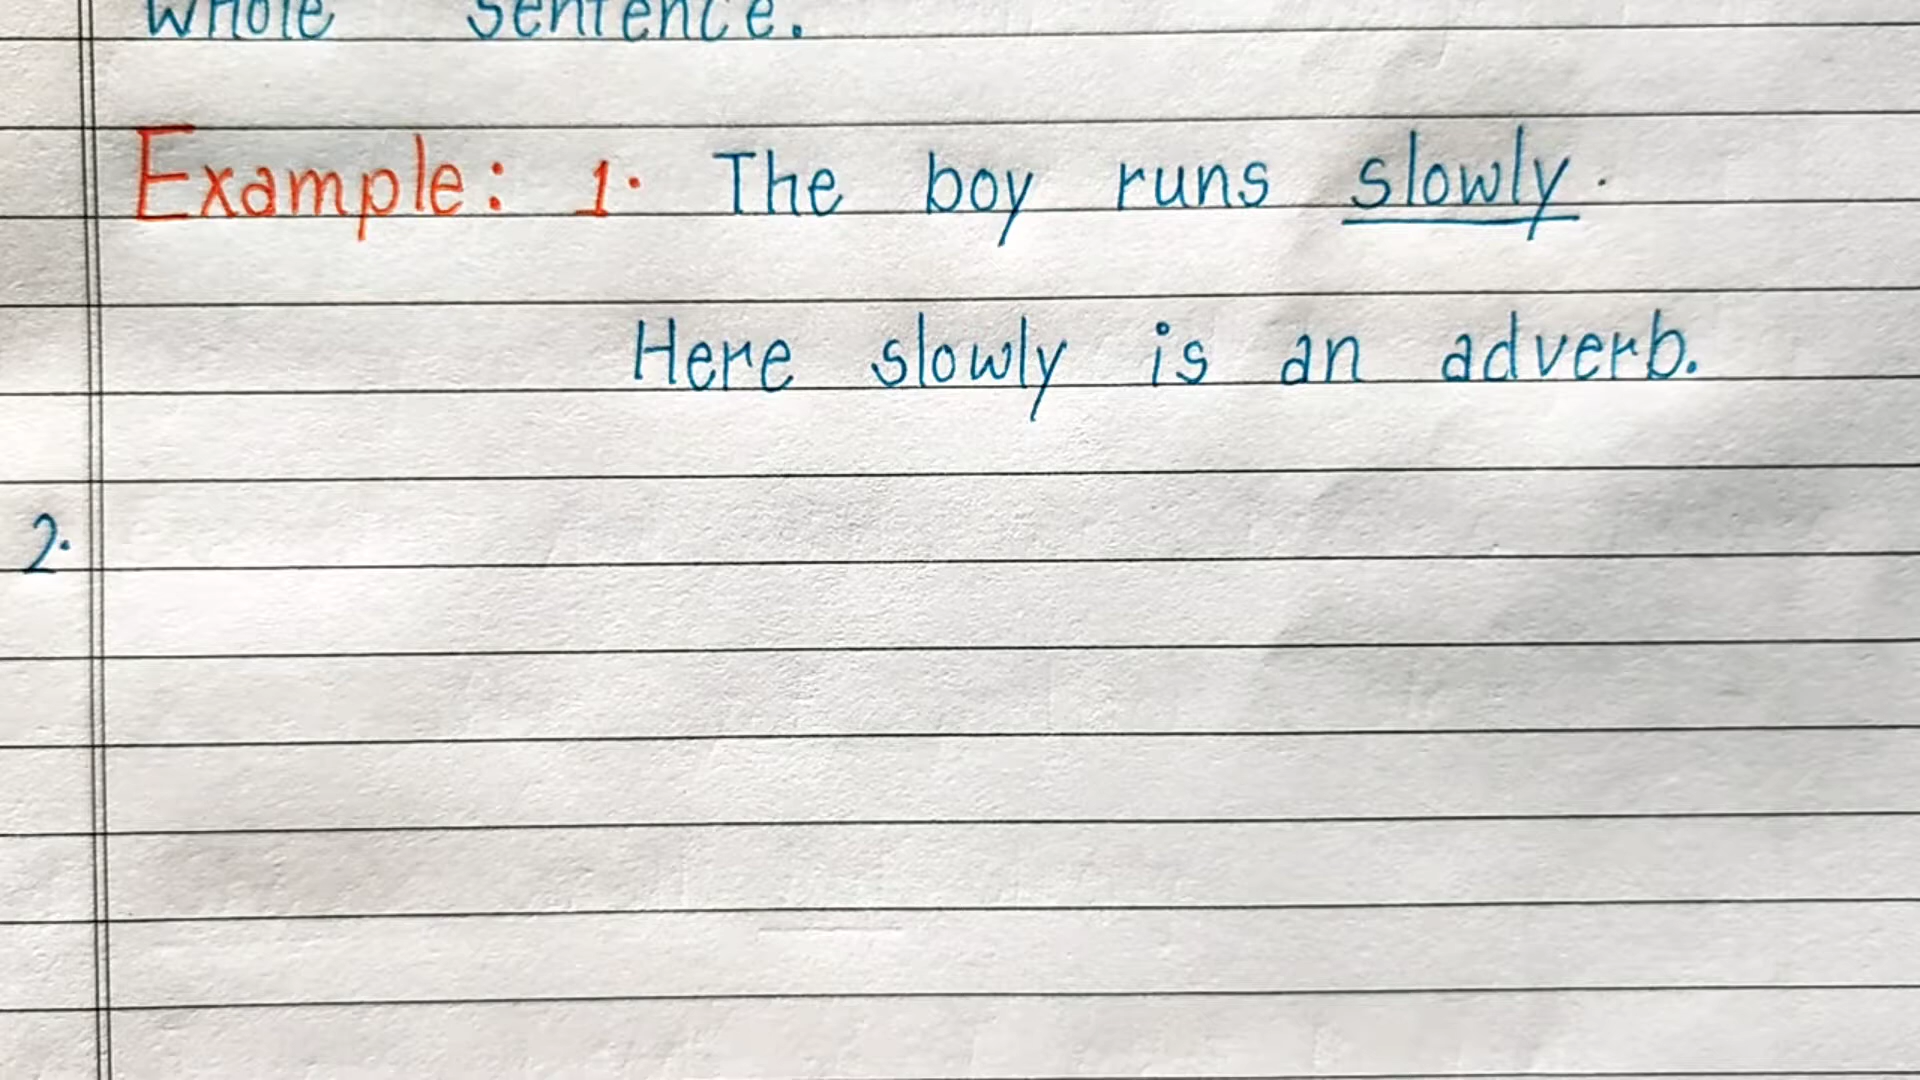 whole sentence.
Example: 1. The boy runs slowly.
Here slowly is an adverb.
2.